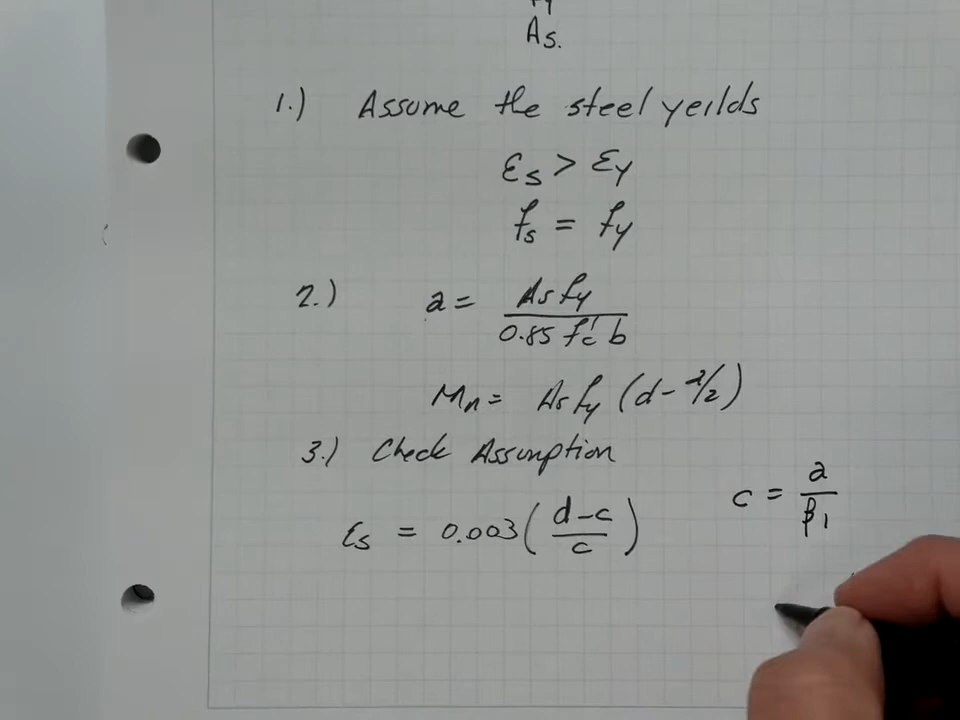 As.
1.) Assume the steel yeilds
εs > εy
fs = fy
2.) a = As fy / 0.85 f'c b
Mn = As fy (d - a/2)
3.) Check Assumption
εs = 0.003 ( d-c / c )
c = a / β1